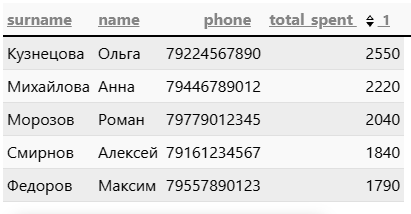 surname name phone total_spent 1
Кузнецова Ольга 79224567890 2550
Михайлова Анна 79446789012 2220
Морозов Роман 79779012345 2040
Смирнов Алексей 79161234567 1840
Федоров Максим 79557890123 1790